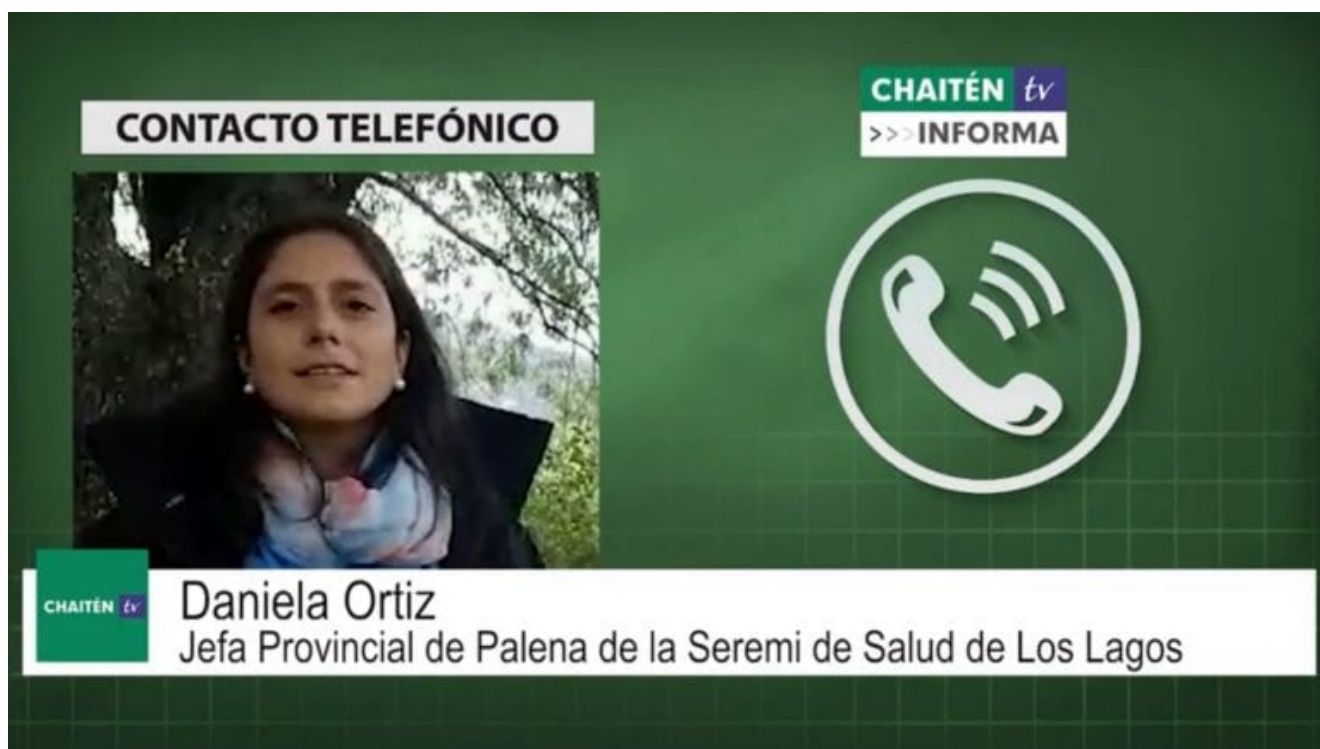 CONTACTO TELEFÓNICO
CHAITÉN tv
>>>INFORMA
CHAITÉN tv
Daniela Ortiz
Jefa Provincial de Palena de la Seremi de Salud de Los Lagos